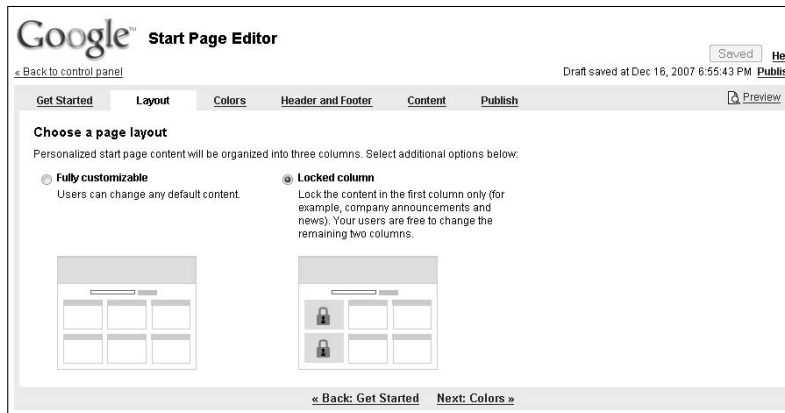 Google™ Start Page Editor
Saved
« Back to control panel
Draft saved at Dec 16, 2007 6:55:43 PM
Get Started Layout Colors Header and Footer Content Publish Preview
Choose a page layout
Personalized start page content will be organized into three columns. Select additional options below:
Fully customizable
Users can change any default content.
Locked column
Lock the content in the first column only (for
example, company announcements and
news). Your users are free to change the
remaining two columns.
« Back: Get Started Next: Colors »